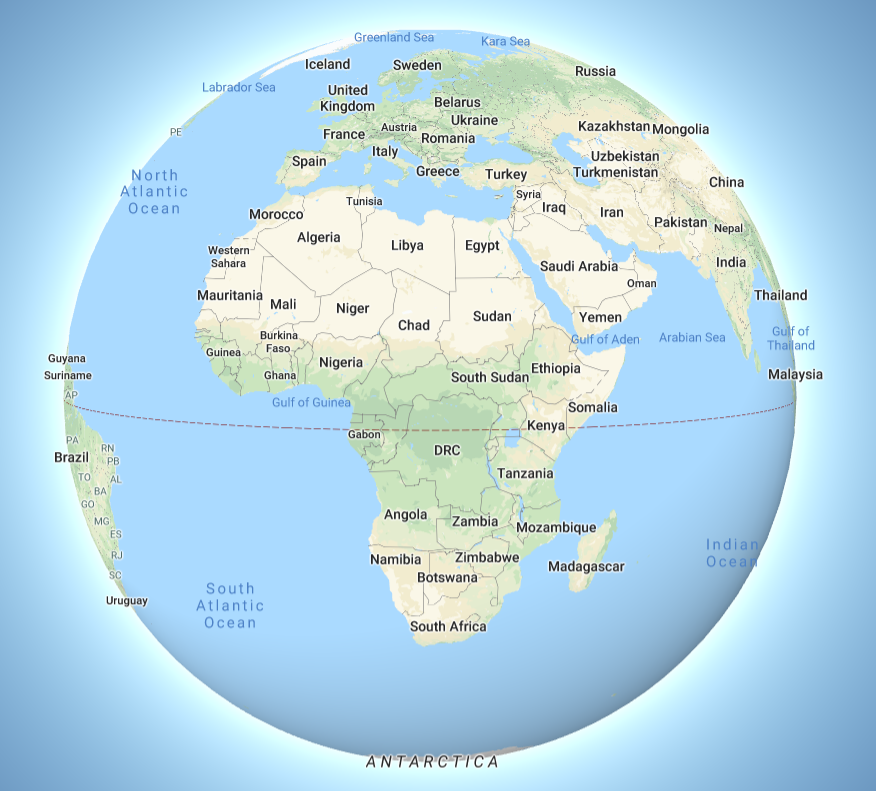 Greenland Sea
Kara Sea
Iceland
Sweden
Russia
Labrador Sea
United
Kingdom
Belarus
Ukraine
PE
France
Austria
Romania
Kazakhstan
Mongolia
Spain
Italy
Greece
Turkey
Uzbekistan
Turkmenistan
North
Atlantic
Ocean
China
Morocco
Tunisia
Syria
Iraq
Iran
Pakistan
Nepal
Algeria
Libya
Egypt
India
Western
Sahara
Saudi Arabia
Oman
Mauritania
Mali
Niger
Chad
Sudan
Yemen
Thailand
Gulf of Aden
Arabian Sea
Gulf of
Thailand
Burkina
Faso
Guinea
Ghana
Nigeria
South Sudan
Ethiopia
Guyana
Suriname
Malaysia
AP
Gulf of Guinea
Somalia
Gabon
Kenya
DRC
PA
RN
PB
Brazil
TO
AL
BA
GO
MG
ES
RJ
SC
Tanzania
Angola
Zambia
Mozambique
Namibia
Zimbabwe
Botswana
Madagascar
Indian
Ocean
South
Atlantic
Ocean
Uruguay
South Africa
ANTARCTICA